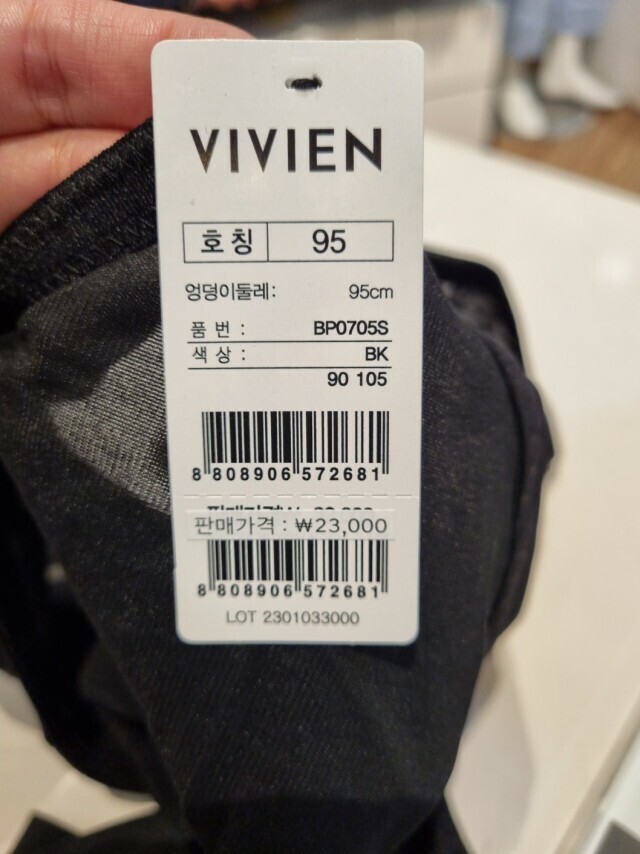 VIVIEN
호칭 95
엉덩이둘레: 95cm
품번 : BP0705S
색상 : BK
90 105
8 808906 572681
판매가격 : ₩23,000
8 808906 572681
LOT 2301033000